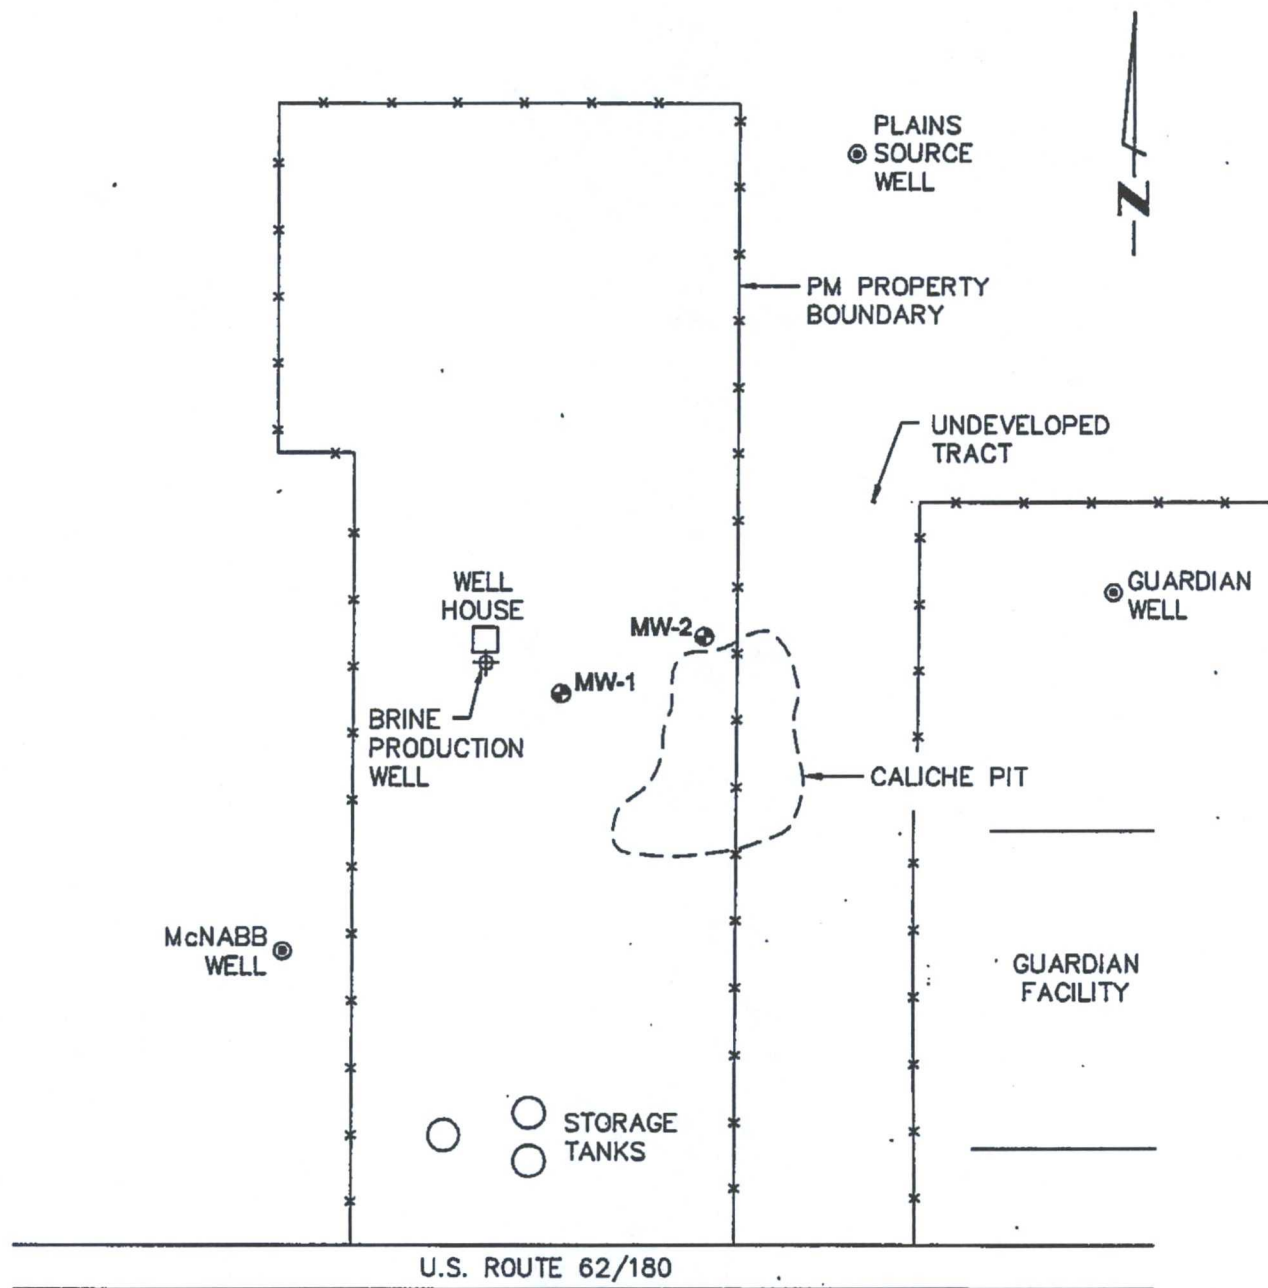 PLAINS
SOURCE
WELL
N
PM PROPERTY
BOUNDARY
UNDEVELOPED
TRACT
WELL
HOUSE
GUARDIAN
WELL
MW-2
MW-1
BRINE
PRODUCTION
WELL
CALICHE PIT
McNABB
WELL
GUARDIAN
FACILITY
STORAGE
TANKS
U.S. ROUTE 62/180